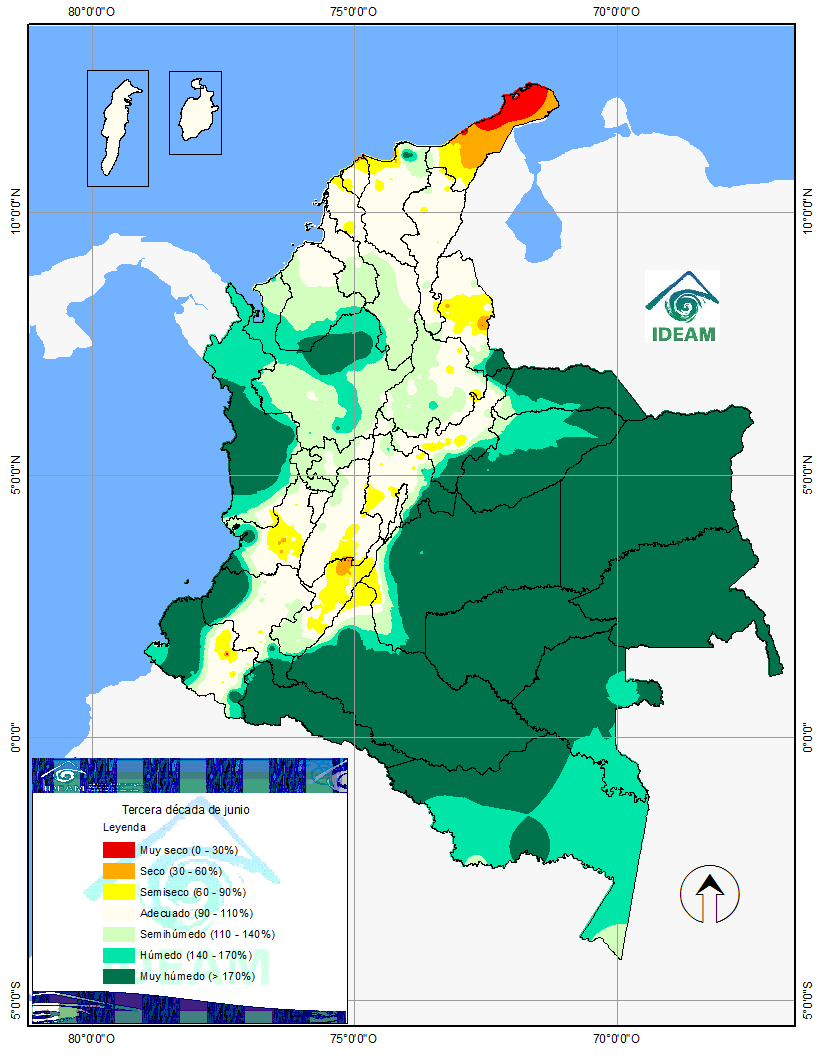 80°0'0"O 75°0'0"O 70°0'0"O
10°0'0"N 10°0'0"N
IDEAM
5°0'0"N 5°0'0"N
0°0'0" 0°0'0"
IDEAM
Tercera década de junio
Leyenda
Muy seco (0 - 30%)
Seco (30 - 60%)
Semiseco (60 - 90%)
Adecuado (90 - 110%)
Semihúmedo (110 - 140%)
Húmedo (140 - 170%)
Muy húmedo (> 170%)
IDEAM
5°0'0"S 5°0'0"S
80°0'0"O 75°0'0"O 70°0'0"O